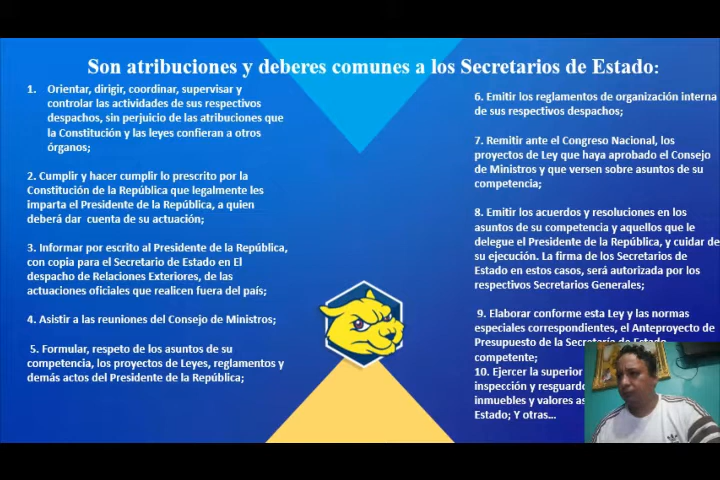 Son atribuciones y deberes comunes a los Secretarios de Estado:
1. Orientar, dirigir, coordinar, supervisar y
controlar las actividades de sus respectivos
despachos, sin perjuicio de las atribuciones que
la Constitución y las leyes confieran a otros
órganos;
2. Cumplir y hacer cumplir lo prescrito por la
Constitución de la República que legalmente les
imparta el Presidente de la República, a quien
deberá dar cuenta de su actuación;
3. Informar por escrito al Presidente de la República,
con copia para el Secretario de Estado en El
despacho de Relaciones Exteriores, de las
actuaciones oficiales que realicen fuera del país;
4. Asistir a las reuniones del Consejo de Ministros;
5. Formular, respeto de los asuntos de su
competencia, los proyectos de Leyes, reglamentos y
demás actos del Presidente de la República;
6. Emitir los reglamentos de organización interna
de sus respectivos despachos;
7. Remitir ante el Congreso Nacional, los
proyectos de Ley que haya aprobado el Consejo
de Ministros y que versen sobre asuntos de su
competencia;
8. Emitir los acuerdos y resoluciones en los
asuntos de su competencia y aquellos que le
delegue el Presidente de la República, y cuidar de
su ejecución. La firma de los Secretarios de
Estado en estos casos, será autorizada por los
respectivos Secretarios Generales;
9. Elaborar conforme esta Ley y las normas
especiales correspondientes, el Anteproyecto de
Presupuesto de la Secretaría de Estado
competente;
10. Ejercer la superior
inspección y resguardo
inmuebles y valores
Estado; Y otras…